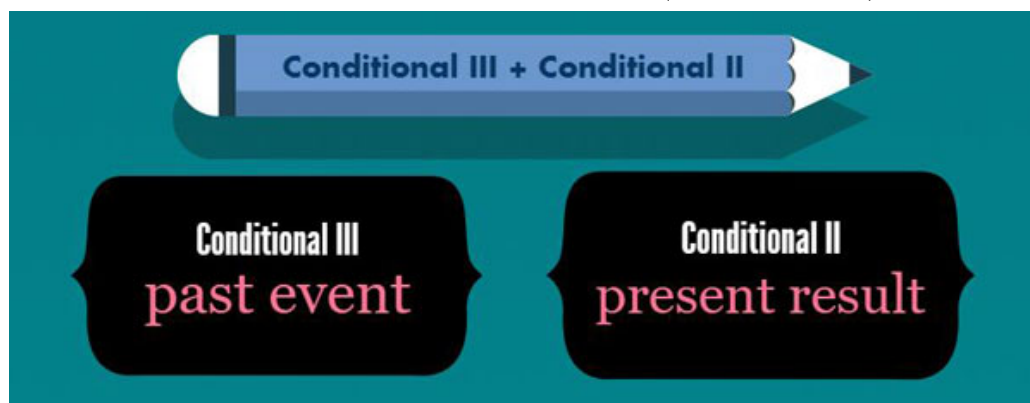 Conditional III + Conditional II
Conditional III
past event
Conditional II
present result